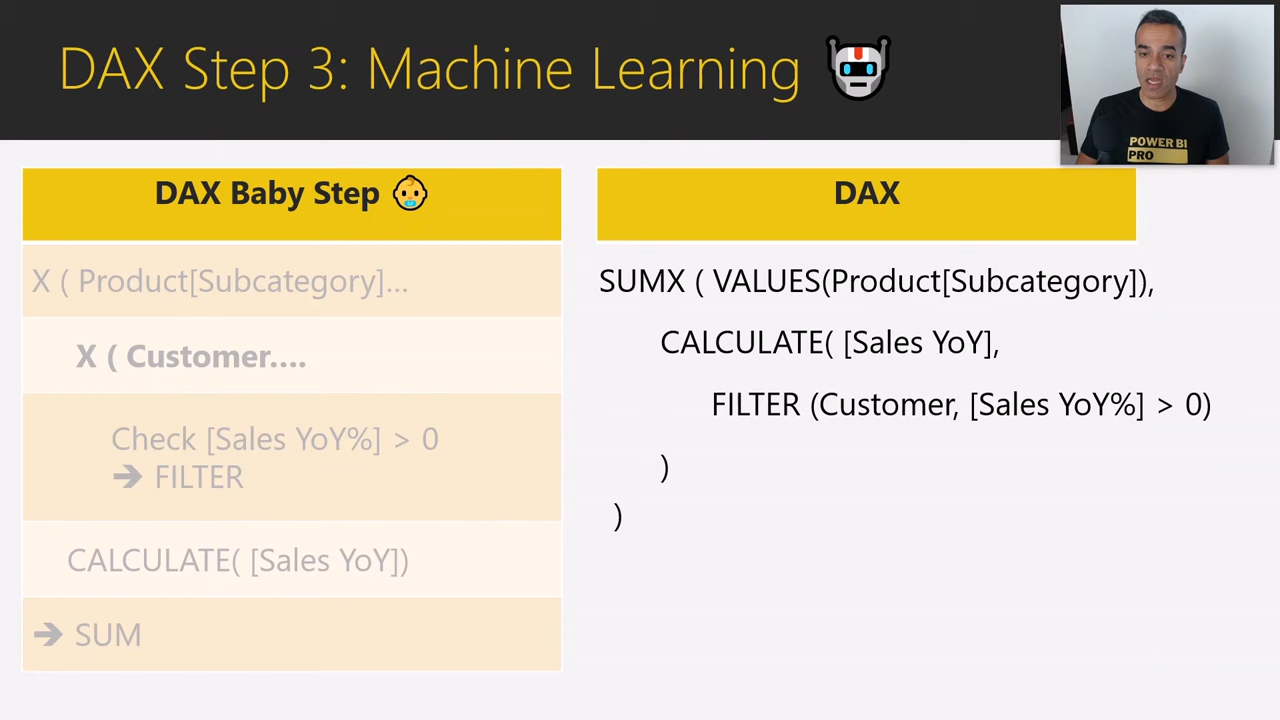 DAX Step 3: Machine Learning
POWER BI
PRO
DAX Baby Step
X ( Product[Subcategory]...
X ( Customer....
Check [Sales YoY%] > 0
➔ FILTER
CALCULATE( [Sales YoY])
➔ SUM
DAX
SUMX ( VALUES(Product[Subcategory]),
CALCULATE( [Sales YoY],
FILTER (Customer, [Sales YoY%] > 0)
)
)